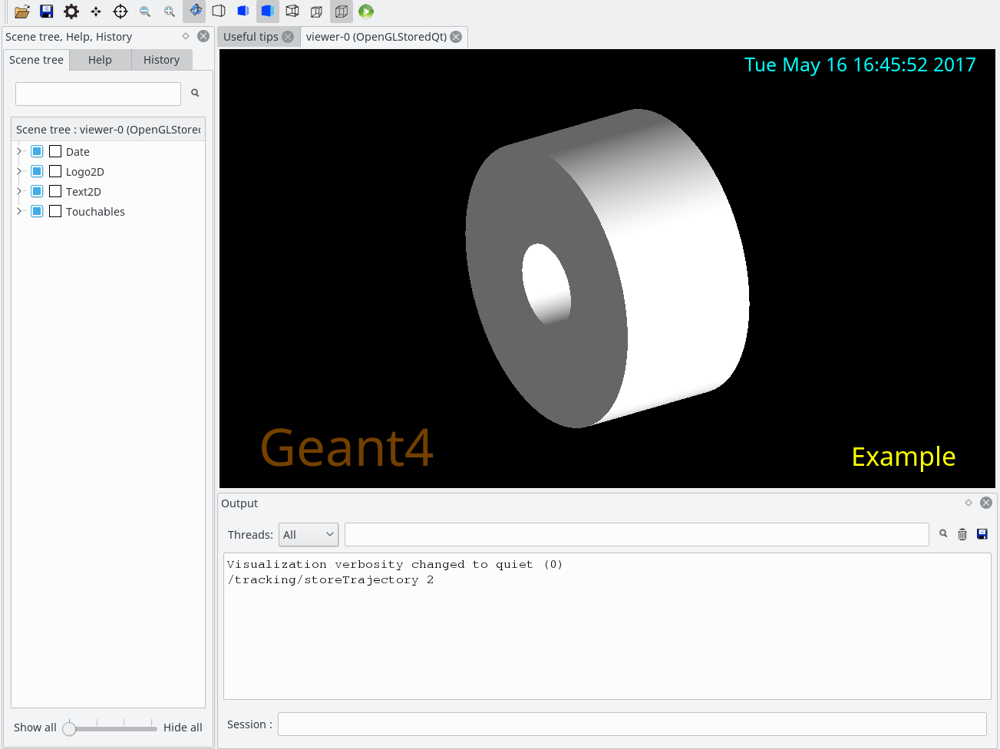 Scene tree, Help, History
Scene tree
Help
History
Scene tree : viewer-0 (OpenGLStored
Date
Logo2D
Text2D
Touchables
Show all
Hide all
Useful tips
viewer-0 (OpenGLStoredQt)
Tue May 16 16:45:52 2017
Geant4
Example
Output
Threads:
All
Visualization verbosity changed to quiet (0)
/tracking/storeTrajectory 2
Session :